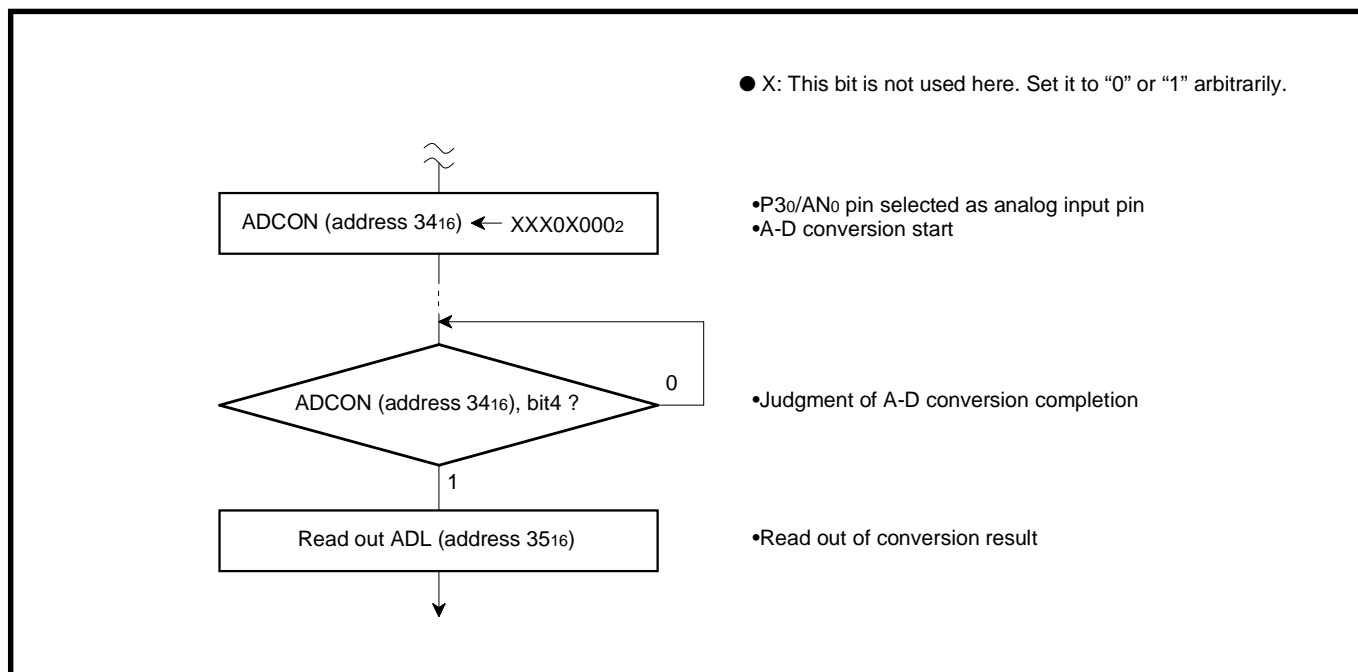 ● X: This bit is not used here. Set it to “0” or “1” arbitrarily.
ADCON (address 34₁₆) ← XXX0X000₂
•P3₀/AN₀ pin selected as analog input pin
•A-D conversion start
0
ADCON (address 34₁₆), bit4 ?
•Judgment of A-D conversion completion
1
Read out ADL (address 35₁₆)
•Read out of conversion result